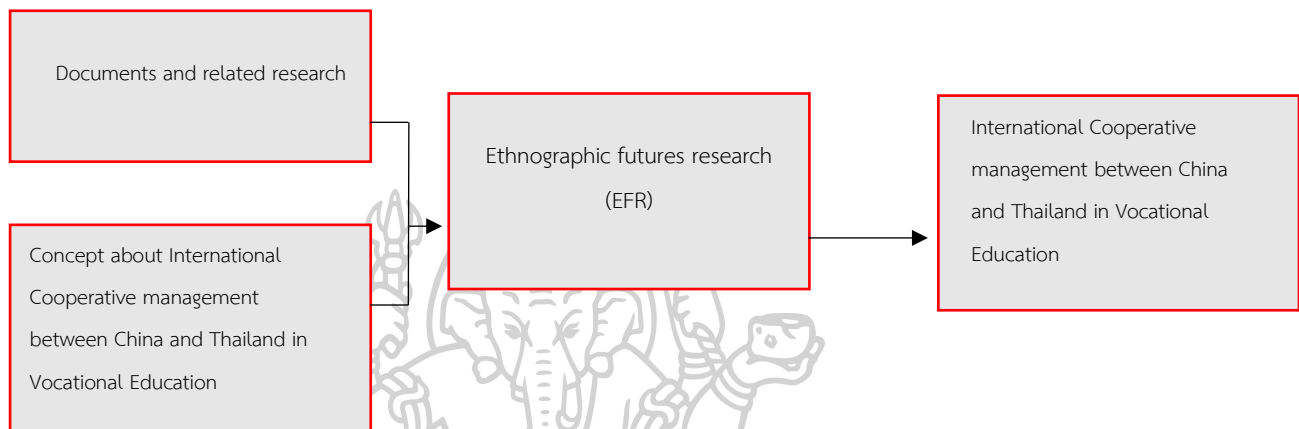 Documents and related research
Concept about International
Cooperative management
between China and Thailand in
Vocational Education
Ethnographic futures research
(EFR)
International Cooperative
management between China
and Thailand in Vocational
Education